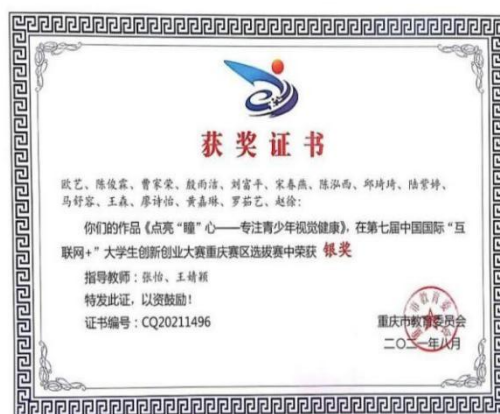 获奖证书
欧艺、陈俊霖、曹家荣、殷雨洁、刘富平、宋春燕、陈泓西、邱琦琦、陆紫婷、
马舒容、王森、廖诗怡、黄嘉琳、罗茹艺、赵徐:
你们的作品《点亮“瞳”心——专注青少年视觉健康》,在第七届中国国际“互
联网+”大学生创新创业大赛重庆赛区选拔赛中荣获 银奖
指导教师:张怡、王婧颖
特发此证,以资鼓励!
证书编号:CQ20211496
重庆市教育委员会
二〇二一年八月